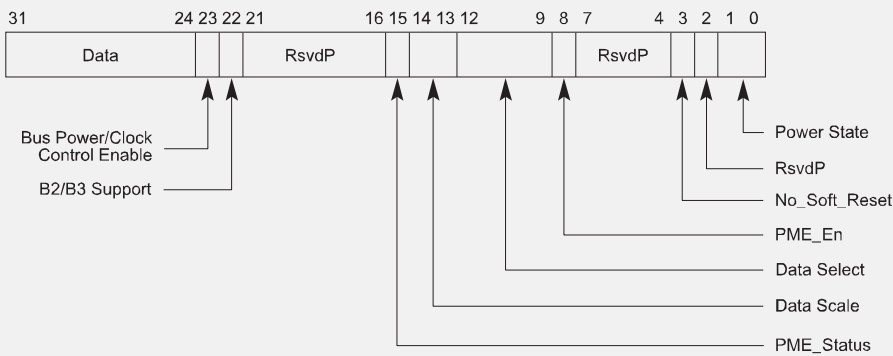 31 24 23 22 21 16 15 14 13 12 9 8 7 4 3 2 1 0
Data RsvdP RsvdP
Bus Power/Clock
Control Enable
B2/B3 Support
Power State
RsvdP
No_Soft_Reset
PME_En
Data Select
Data Scale
PME_Status